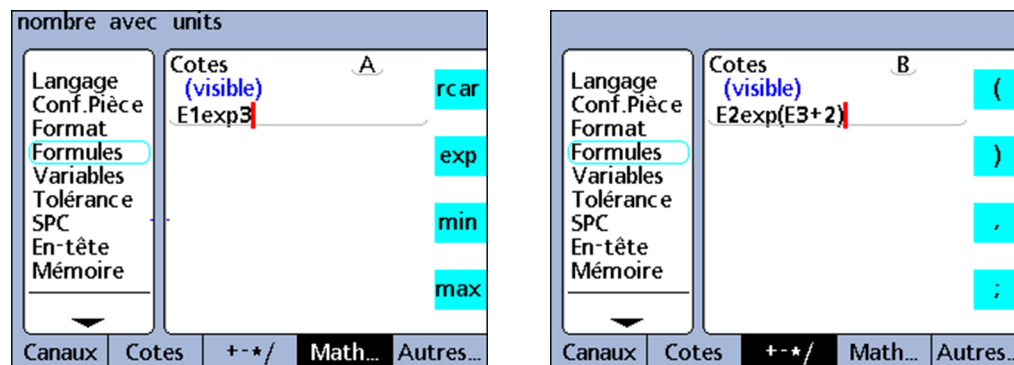 nombre avec units
Langage
Conf.Pièce
Format
Formules
Variables
Tolérance
SPC
En-tête
Mémoire
Cotes A
(visible)
E1exp3
rcar
exp
min
max
Canaux Cotes +-*/ Math... Autres...
Langage
Conf.Pièce
Format
Formules
Variables
Tolérance
SPC
En-tête
Mémoire
Cotes B
(visible)
E2exp(E3+2)
(
)
,
;
Canaux Cotes +-*/ Math... Autres..